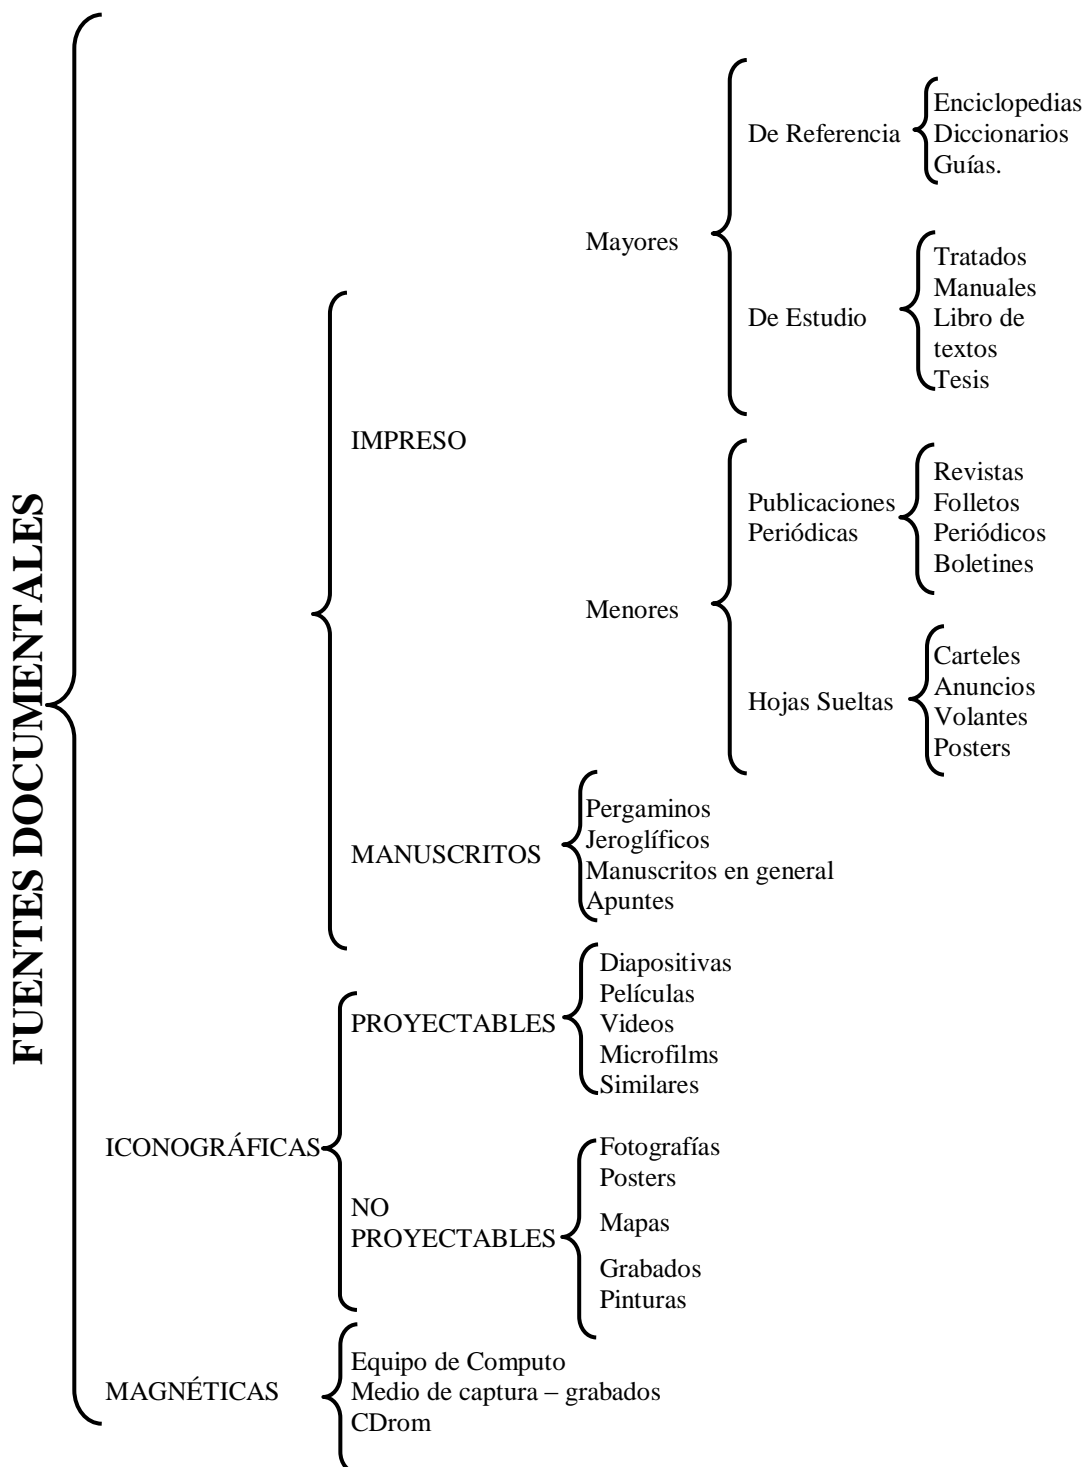 FUENTES DOCUMENTALES
IMPRESO
Mayores
De Referencia
Enciclopedias
Diccionarios
Guías.
De Estudio
Tratados
Manuales
Libro de
textos
Tesis
Menores
Publicaciones
Periódicas
Revistas
Folletos
Periódicos
Boletines
Hojas Sueltas
Carteles
Anuncios
Volantes
Posters
MANUSCRITOS
Pergaminos
Jeroglíficos
Manuscritos en general
Apuntes
ICONOGRÁFICAS
PROYECTABLES
Diapositivas
Películas
Videos
Microfilms
Similares
NO
PROYECTABLES
Fotografías
Posters
Mapas
Grabados
Pinturas
MAGNÉTICAS
Equipo de Computo
Medio de captura – grabados
CDrom